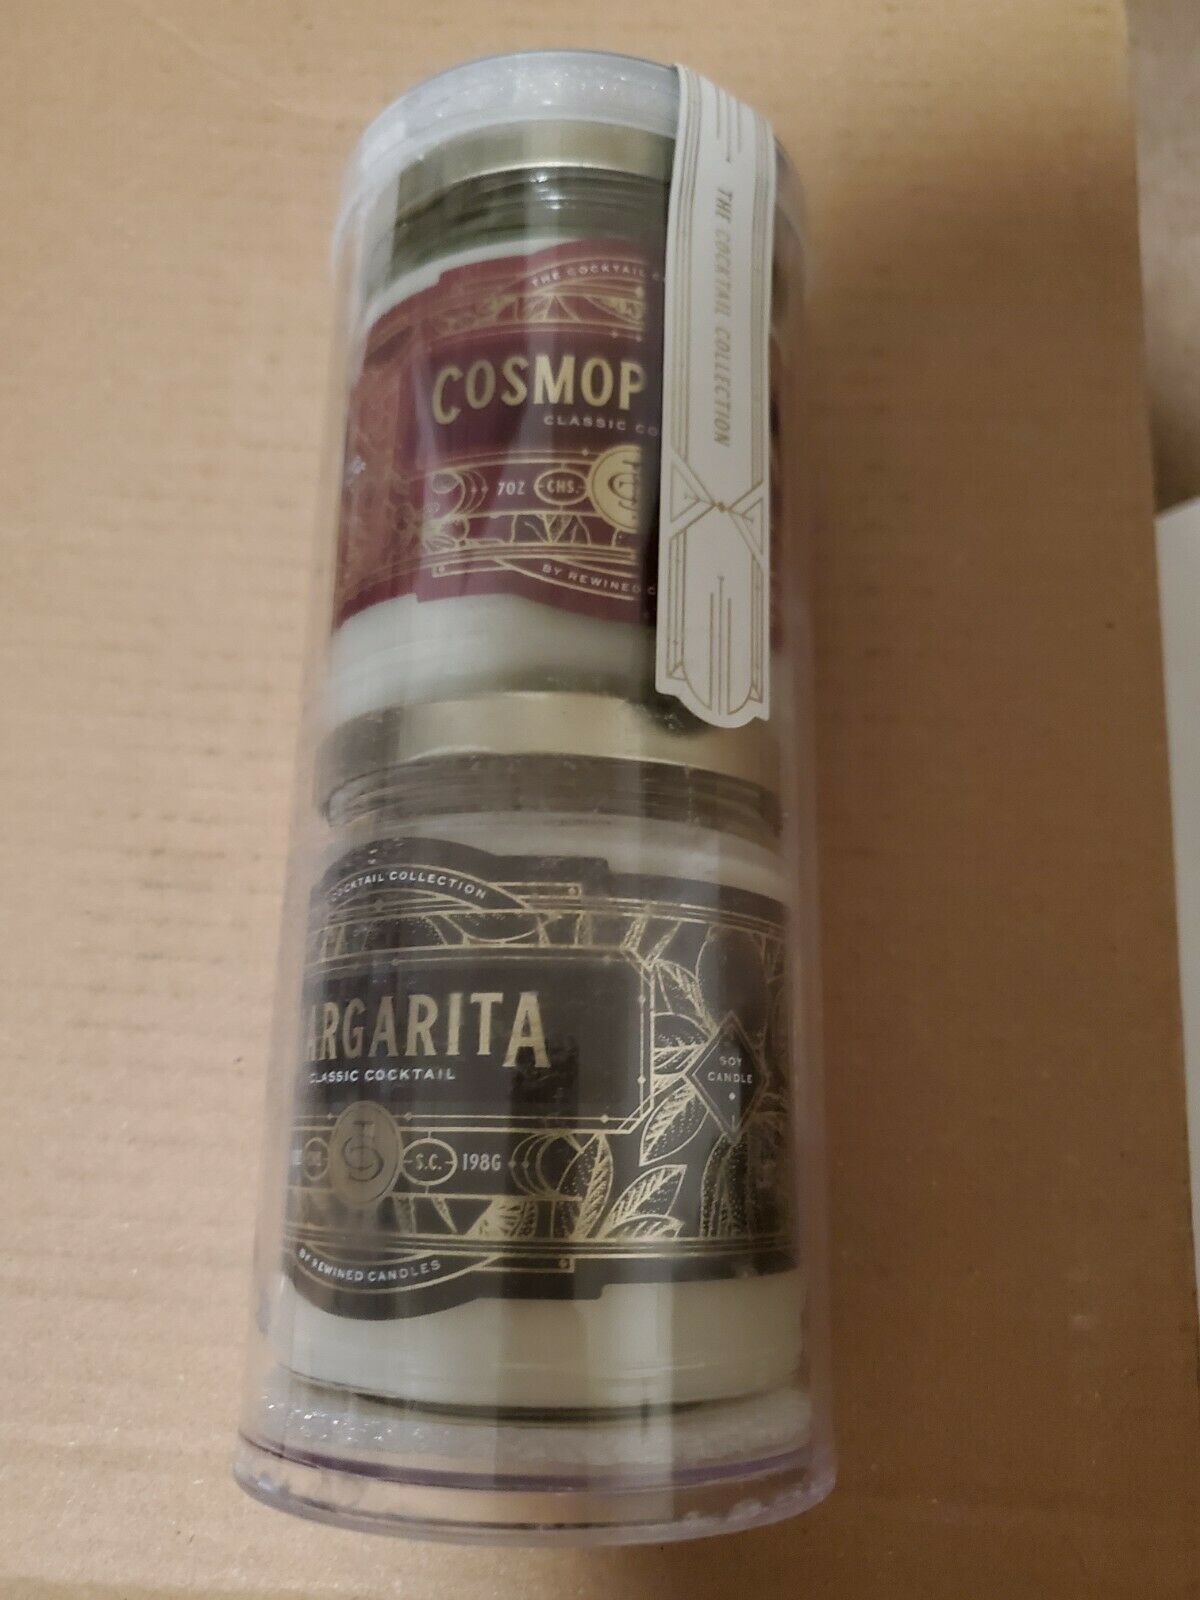 THE COCKTAIL COLLECTION
THE COCKTAIL
COSMOP
CLASSIC CO
7OZ CHS.
BY REWINED C
COCKTAIL COLLECTION
ARGARITA
CLASSIC COCKTAIL
S.C. 198G
BY REWINED CANDLES
SOY
CANDLE